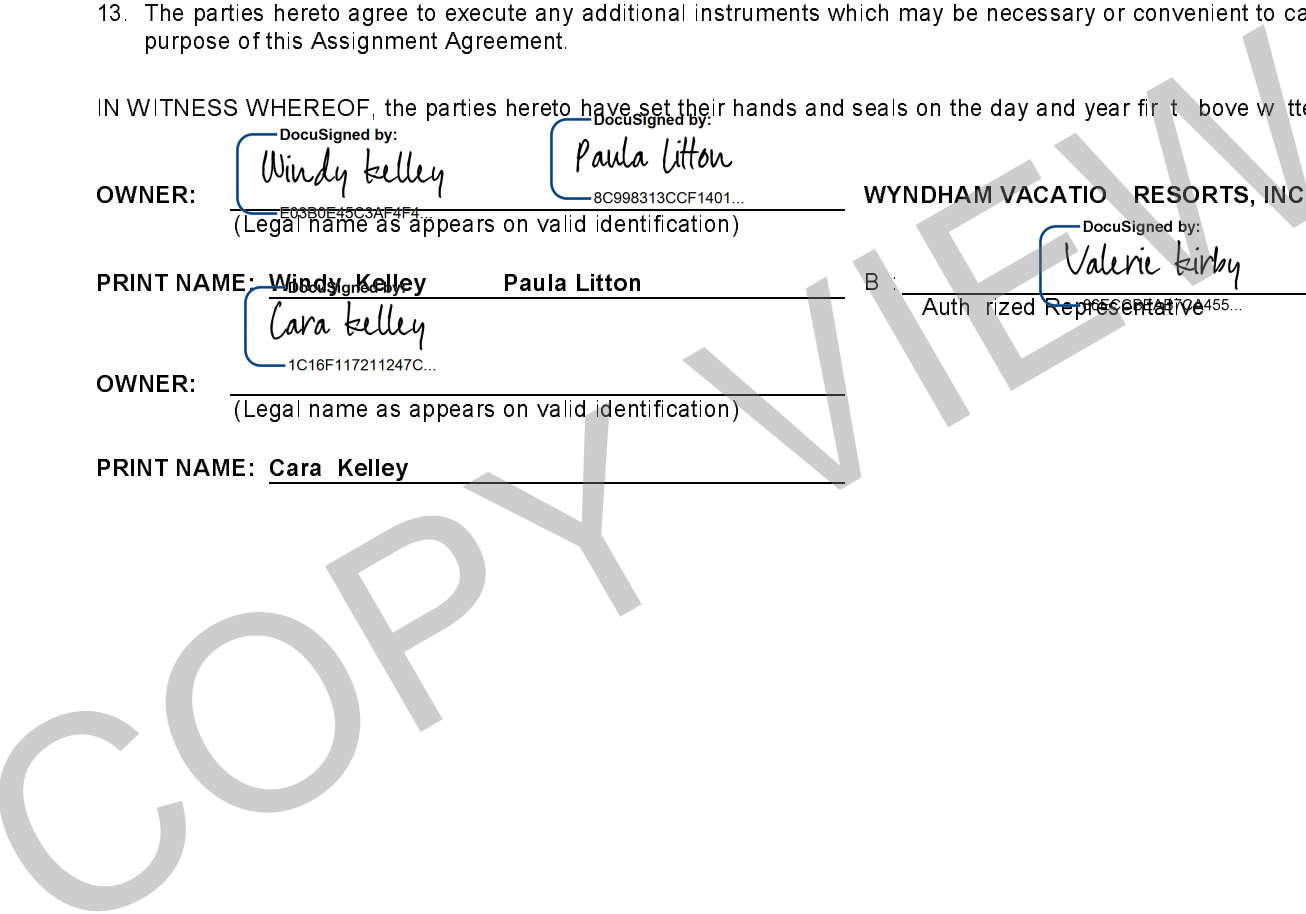 13. The parties hereto agree to execute any additional instruments which may be necessary or convenient to ca
purpose of this Assignment Agreement.
IN WITNESS WHEREOF, the parties hereto have set their hands and seals on the day and year fir t bove w tte
DocuSigned by:
Windy Kelley
E03B0E45C3AF4F4...
DocuSigned by:
Paula Litton
8C998313CCF1401...
OWNER:
(Legal name as appears on valid identification)
WYNDHAM VACATIO RESORTS, INC
PRINT NAME: Windy Kelley Paula Litton
DocuSigned by:
Valerie Kirby
B :
Auth rized Representative
DocuSigned by:
Cara Kelley
1C16F117211247C...
OWNER:
(Legal name as appears on valid identification)
PRINT NAME: Cara Kelley
COPY VIEW